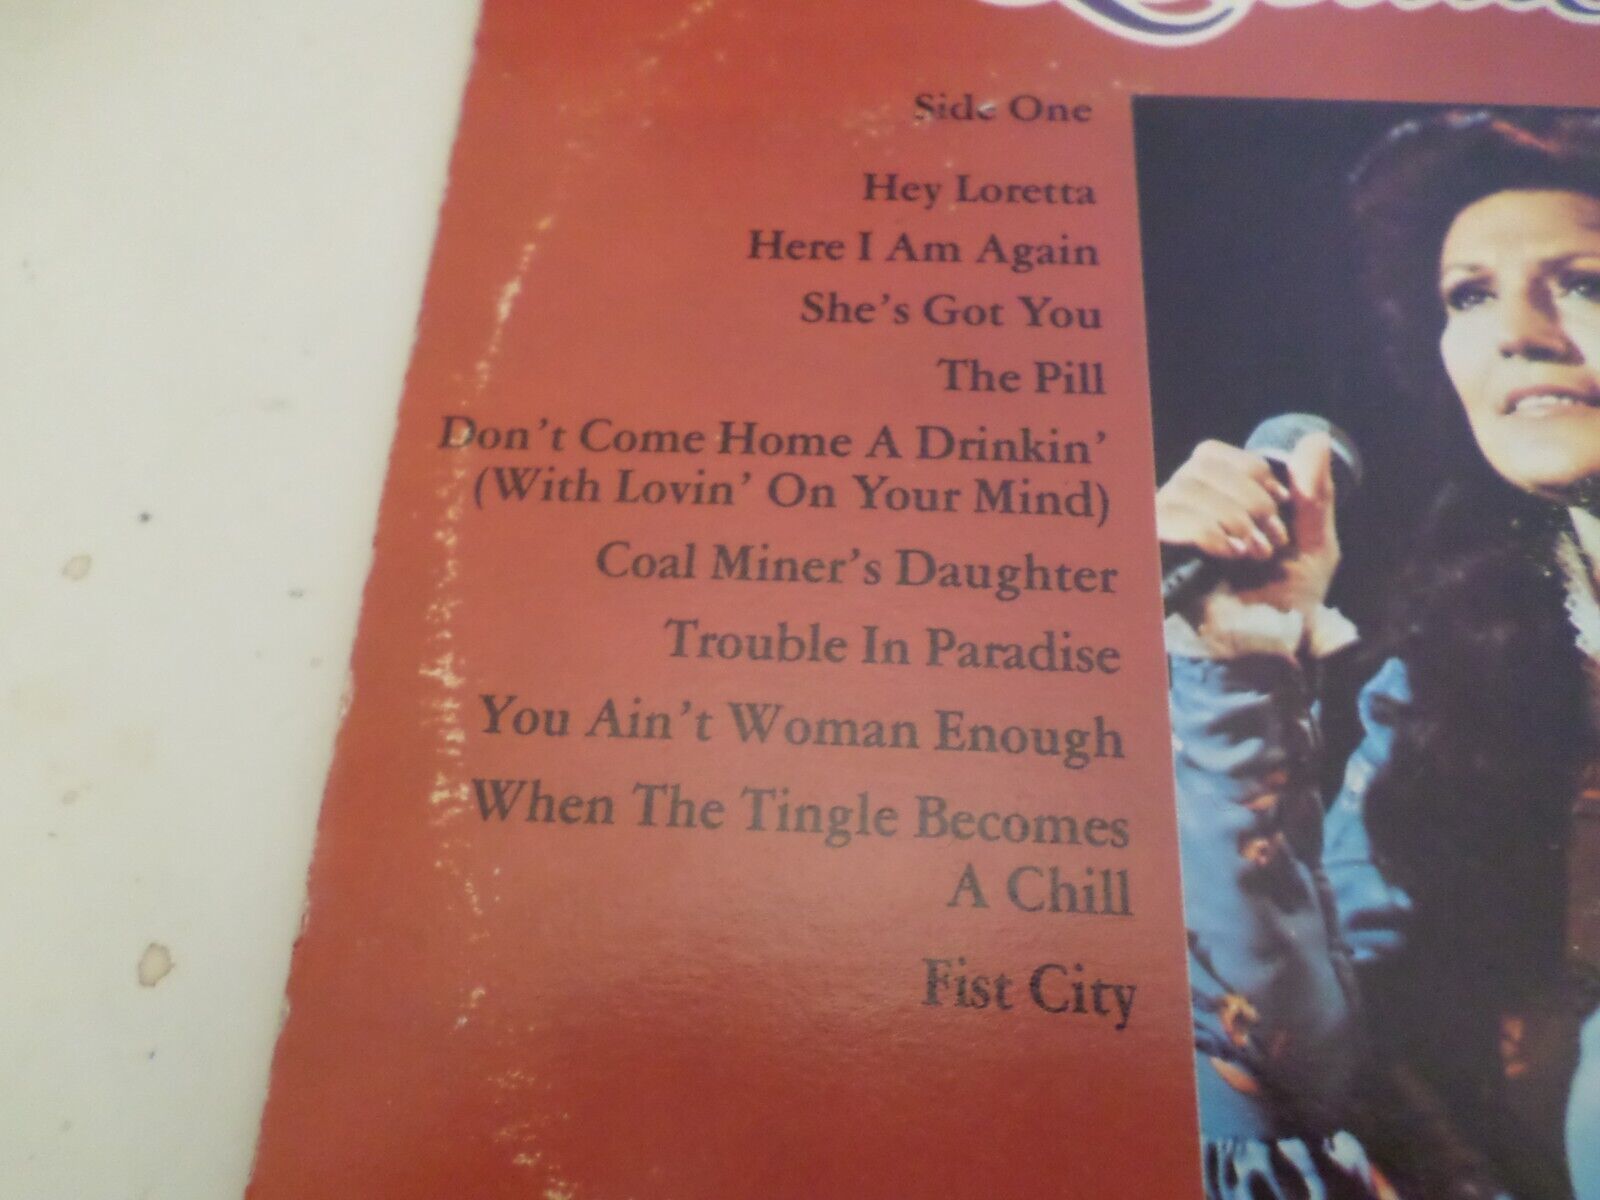 Side One
Hey Loretta
Here I Am Again
She's Got You
The Pill
Don't Come Home A Drinkin'
(With Lovin' On Your Mind)
Coal Miner's Daughter
Trouble In Paradise
You Ain't Woman Enough
When The Tingle Becomes
A Chill
Fist City